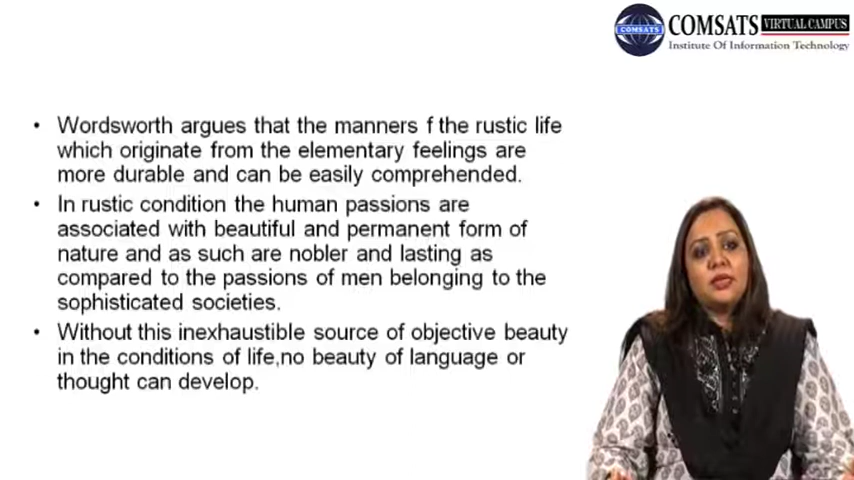 COMSATS
COMSATS VIRTUAL CAMPUS
Institute Of Information Technology
• Wordsworth argues that the manners f the rustic life
which originate from the elementary feelings are
more durable and can be easily comprehended.
• In rustic condition the human passions are
associated with beautiful and permanent form of
nature and as such are nobler and lasting as
compared to the passions of men belonging to the
sophisticated societies.
• Without this inexhaustible source of objective beauty
in the conditions of life,no beauty of language or
thought can develop.